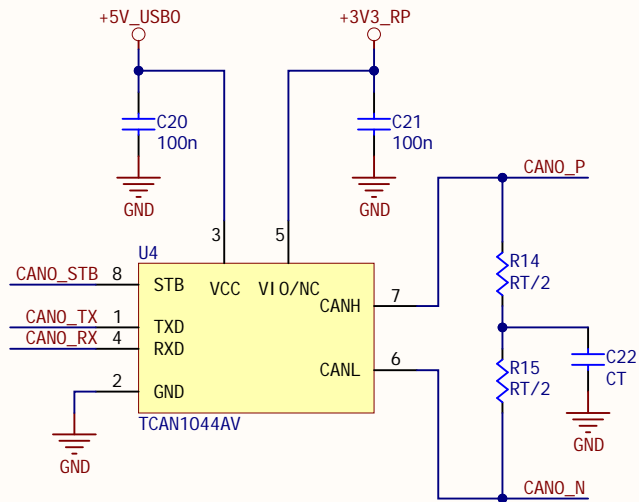 +5V_USB0
+3V3_RP
C20
100n
C21
100n
GND
GND
CAN0_P
3
5
U4
CAN0_STB
8
STB
VCC
VIO/NC
CANH
7
R14
RT/2
CAN0_TX
1
TXD
CAN0_RX
4
RXD
CANL
6
R15
RT/2
C22
CT
2
GND
TCAN1044AV
GND
GND
CAN0_N